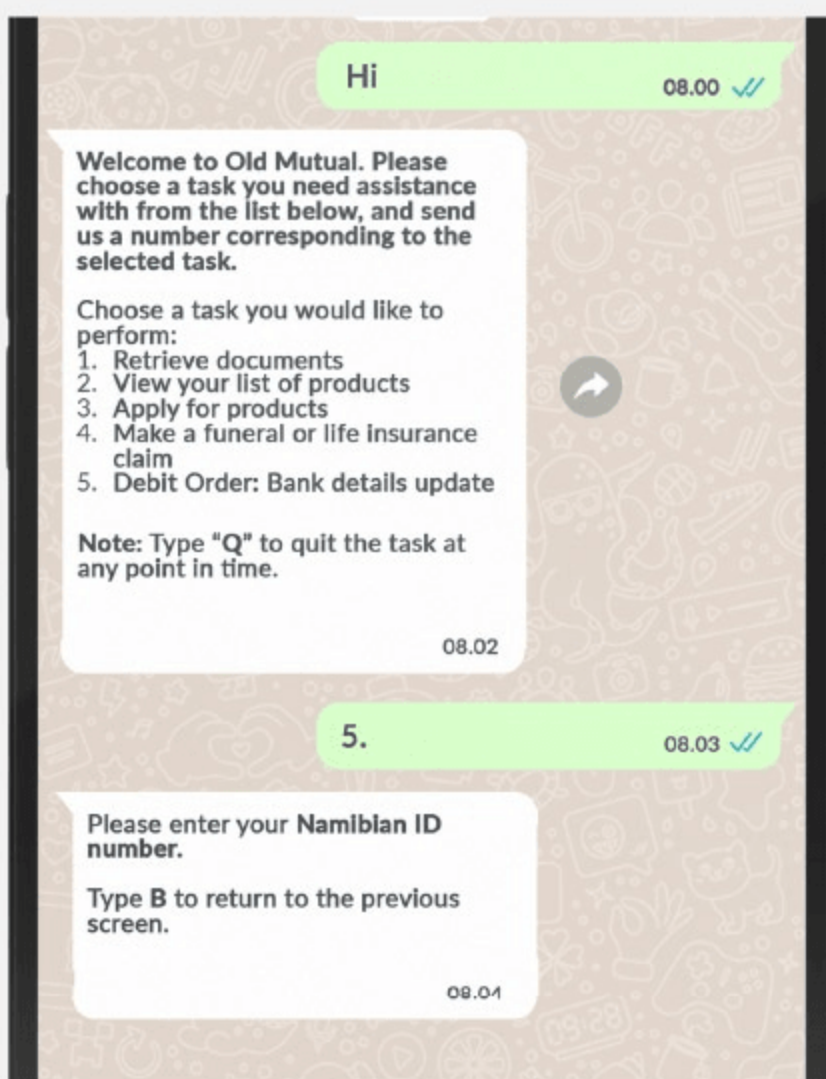 Hi
08.00
Welcome to Old Mutual. Please
choose a task you need assistance
with from the list below, and send
us a number corresponding to the
selected task.
Choose a task you would like to
perform:
1. Retrieve documents
2. View your list of products
3. Apply for products
4. Make a funeral or life insurance
claim
5. Debit Order: Bank details update
Note: Type “Q” to quit the task at
any point in time.
08.02
5.
08.03
Please enter your Namibian ID
number.
Type B to return to the previous
screen.
08.04
OFF
09:28